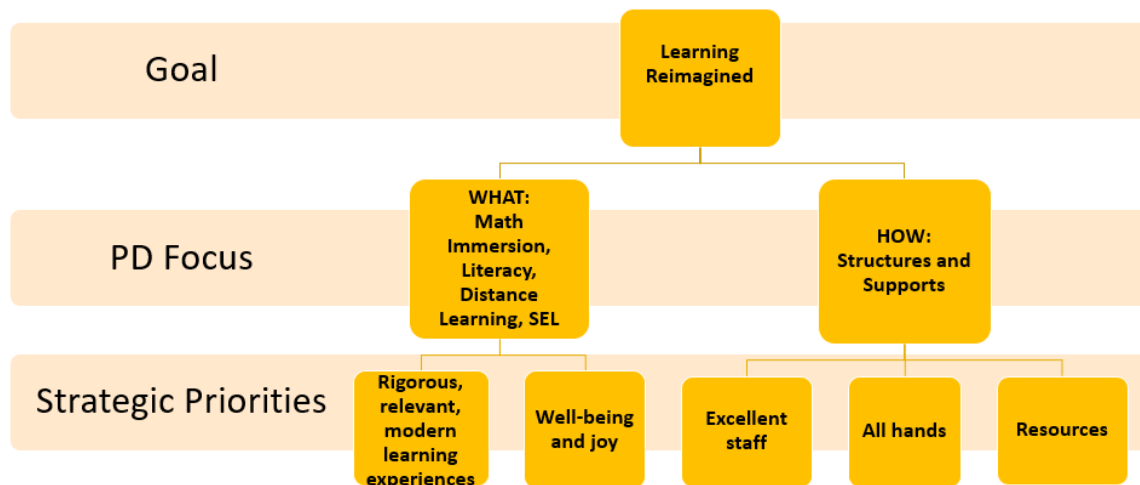 Goal
Learning
Reimagined
PD Focus
WHAT:
Math
Immersion,
Literacy,
Distance
Learning, SEL
HOW:
Structures and
Supports
Strategic Priorities
Rigorous,
relevant,
modern
learning
experiences
Well-being
and joy
Excellent
staff
All hands
Resources